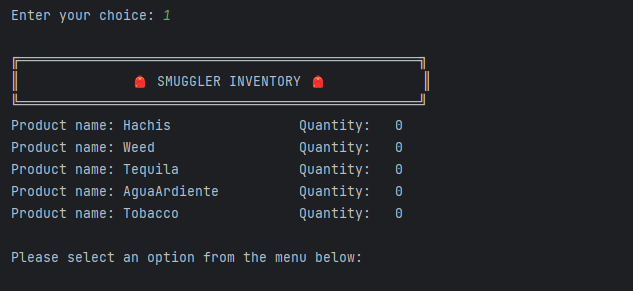 Enter your choice: 1
SMUGGLER INVENTORY
Product name: Hachis Quantity: 0
Product name: Weed Quantity: 0
Product name: Tequila Quantity: 0
Product name: AguaArdiente Quantity: 0
Product name: Tobacco Quantity: 0
Please select an option from the menu below: